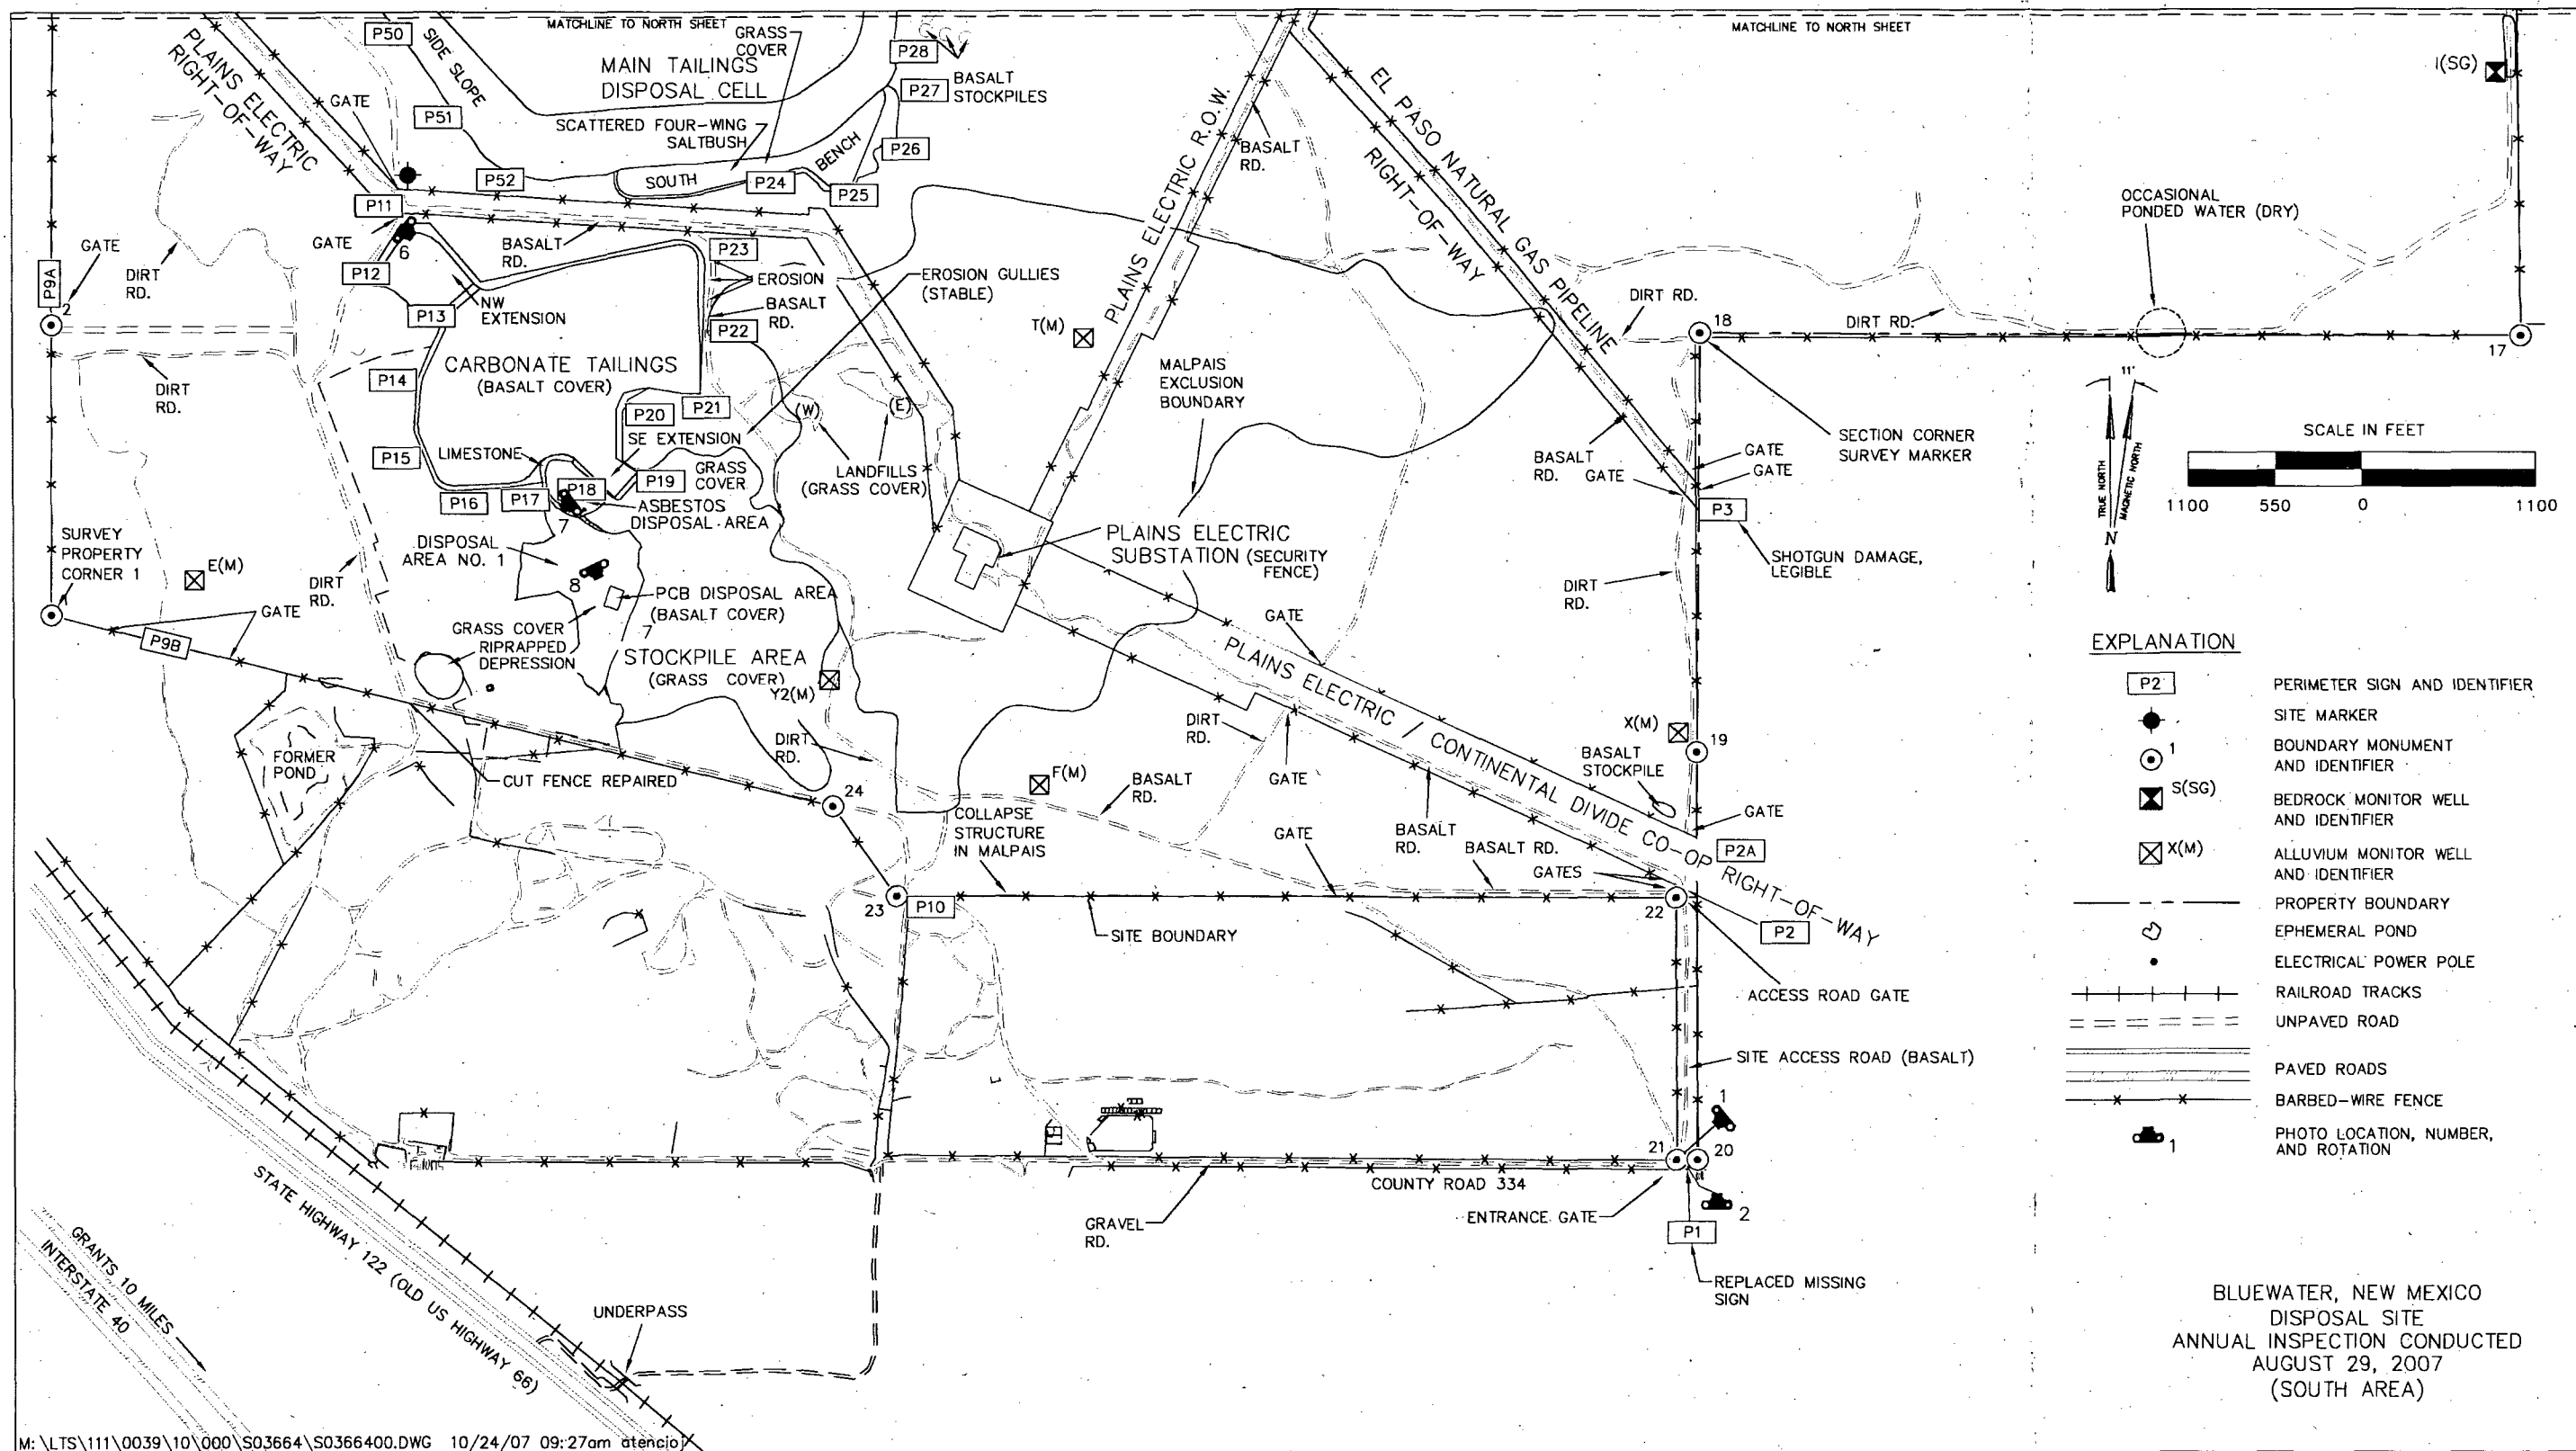 MATCHLINE TO NORTH SHEET
MATCHLINE TO NORTH SHEET
PLAINS ELECTRIC
RIGHT-OF-WAY
P50
SIDE SLOPE
GRASS
COVER
MAIN TAILINGS
DISPOSAL CELL
P28
P27
BASALT
STOCKPILES
GATE
P51
SCATTERED FOUR-WING
SALTBUSH
BENCH
P26
P52
SOUTH
P24
P25
PLAINS ELECTRIC R.O.W.
BASALT
RD.
EL PASO NATURAL GAS PIPELINE
RIGHT-OF-WAY
I(SG)
OCCASIONAL
PONDED WATER (DRY)
P11
GATE
6
BASALT
RD.
P23
EROSION
EROSION GULLIES
(STABLE)
GATE
P9A
2
DIRT
RD.
P12
P13
NW
EXTENSION
BASALT
RD.
P22
T(M)
DIRT RD.
18
DIRT RD.
17
CARBONATE TAILINGS
(BASALT COVER)
P14
DIRT
RD.
MALPAIS
EXCLUSION
BOUNDARY
P20
P21
(W)
(E)
SE EXTENSION
LIMESTONE
P15
GRASS
COVER
LANDFILLS
(GRASS COVER)
P16
P17
P18
P19
7
ASBESTOS
DISPOSAL AREA
BASALT
RD.
GATE
GATE
GATE
SECTION CORNER
SURVEY MARKER
P3
SHOTGUN DAMAGE,
LEGIBLE
11'
TRUE NORTH
MAGNETIC NORTH
N
SCALE IN FEET
1100 550 0 1100
SURVEY
PROPERTY
CORNER 1
1
E(M)
DIRT
RD.
DISPOSAL
AREA NO. 1
8
PCB DISPOSAL AREA
(BASALT COVER)
PLAINS ELECTRIC
SUBSTATION (SECURITY
FENCE)
GATE
P9B
GRASS COVER
RIPRAPPED
DEPRESSION
7
STOCKPILE AREA
(GRASS COVER)
Y2(M)
GATE
DIRT
RD.
PLAINS ELECTRIC / CONTINENTAL DIVIDE CO-OP RIGHT-OF-WAY
DIRT
RD.
GATE
X(M)
19
BASALT
STOCKPILE
GATE
FORMER
POND
CUT FENCE REPAIRED
DIRT
RD.
24
F(M)
BASALT
RD.
COLLAPSE
STRUCTURE
IN MALPAIS
GATE
BASALT
RD.
BASALT RD.
GATES
P2A
23
P10
SITE BOUNDARY
22
P2
ACCESS ROAD GATE
SITE ACCESS ROAD (BASALT)
1
21
20
COUNTY ROAD 334
GRAVEL
RD.
ENTRANCE GATE
2
P1
REPLACED MISSING
SIGN
STATE HIGHWAY 122 (OLD US HIGHWAY 66)
GRANTS 10 MILES
INTERSTATE 40
UNDERPASS
EXPLANATION
P2 PERIMETER SIGN AND IDENTIFIER
SITE MARKER
1 BOUNDARY MONUMENT
AND IDENTIFIER
S(SG) BEDROCK MONITOR WELL
AND IDENTIFIER
X(M) ALLUVIUM MONITOR WELL
AND IDENTIFIER
PROPERTY BOUNDARY
EPHEMERAL POND
ELECTRICAL POWER POLE
RAILROAD TRACKS
UNPAVED ROAD
PAVED ROADS
BARBED-WIRE FENCE
1 PHOTO LOCATION, NUMBER,
AND ROTATION
BLUEWATER, NEW MEXICO
DISPOSAL SITE
ANNUAL INSPECTION CONDUCTED
AUGUST 29, 2007
(SOUTH AREA)
M:\LTS\111\0039\10\000\S03664\S0366400.DWG 10/24/07 09:27am atencioj